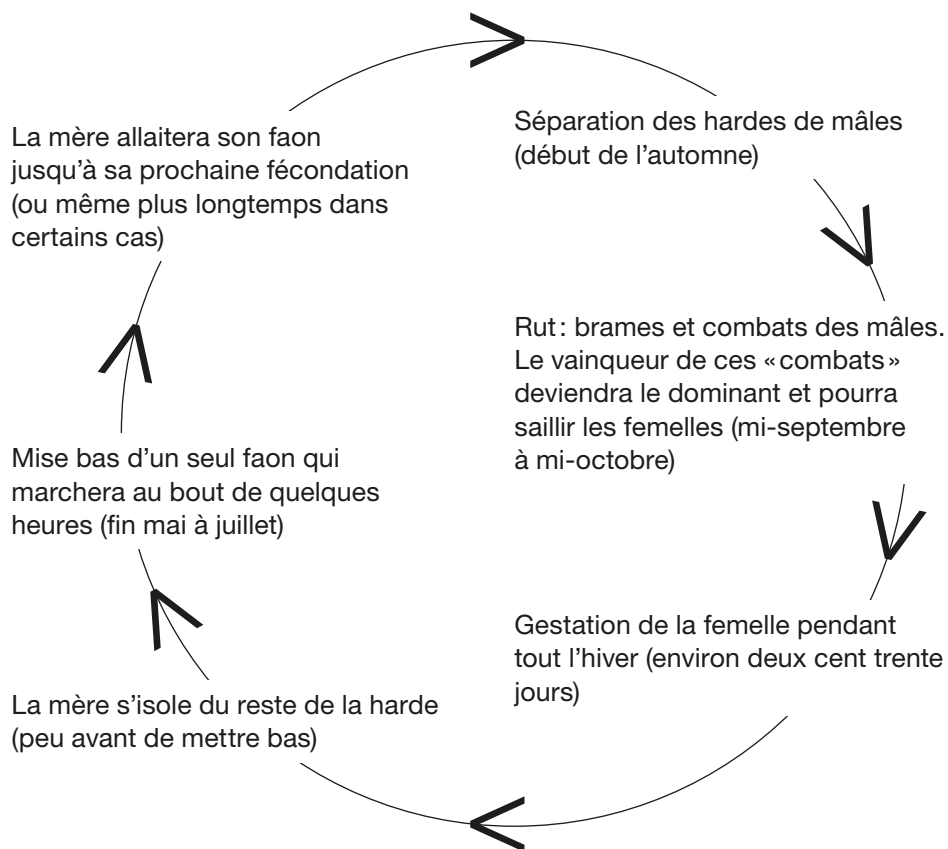 La mère allaitera son faon
jusqu'à sa prochaine fécondation
(ou même plus longtemps dans
certains cas)
Séparation des hardes de mâles
(début de l'automne)
Rut : brames et combats des mâles.
Le vainqueur de ces « combats »
deviendra le dominant et pourra
saillir les femelles (mi-septembre
à mi-octobre)
Mise bas d'un seul faon qui
marchera au bout de quelques
heures (fin mai à juillet)
Gestation de la femelle pendant
tout l'hiver (environ deux cent trente
jours)
La mère s'isole du reste de la harde
(peu avant de mettre bas)